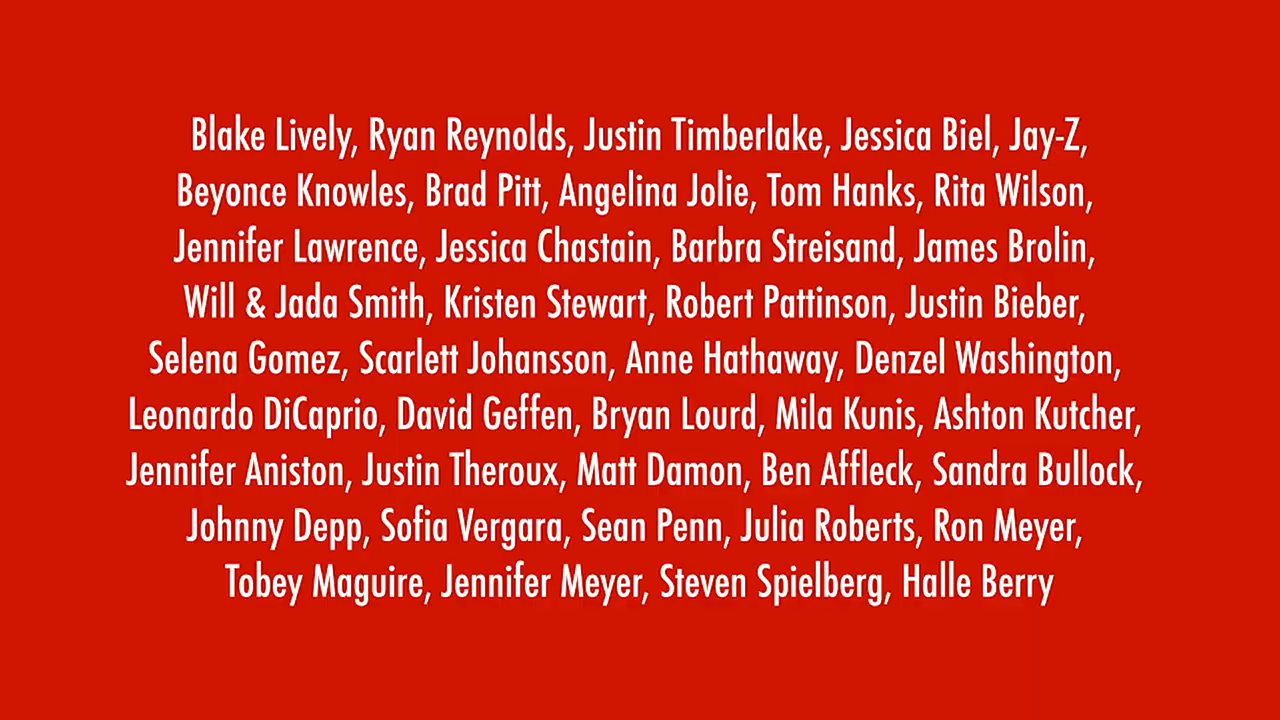 Blake Lively, Ryan Reynolds, Justin Timberlake, Jessica Biel, Jay-Z,
Beyonce Knowles, Brad Pitt, Angelina Jolie, Tom Hanks, Rita Wilson,
Jennifer Lawrence, Jessica Chastain, Barbra Streisand, James Brolin,
Will & Jada Smith, Kristen Stewart, Robert Pattinson, Justin Bieber,
Selena Gomez, Scarlett Johansson, Anne Hathaway, Denzel Washington,
Leonardo DiCaprio, David Geffen, Bryan Lourd, Mila Kunis, Ashton Kutcher,
Jennifer Aniston, Justin Theroux, Matt Damon, Ben Affleck, Sandra Bullock,
Johnny Depp, Sofia Vergara, Sean Penn, Julia Roberts, Ron Meyer,
Tobey Maguire, Jennifer Meyer, Steven Spielberg, Halle Berry